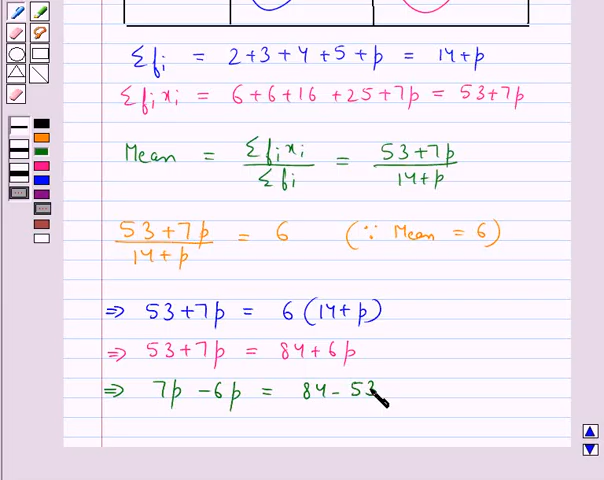 Σfi = 2+3+4+5+p = 14+p
Σfixi = 6+6+16+25+7p = 53+7p
Mean = Σfixi / Σfi = 53+7p / 14+p
53+7p / 14+p = 6 (∵ Mean = 6)
⇒ 53+7p = 6(14+p)
⇒ 53+7p = 84+6p
⇒ 7p -6p = 84-53